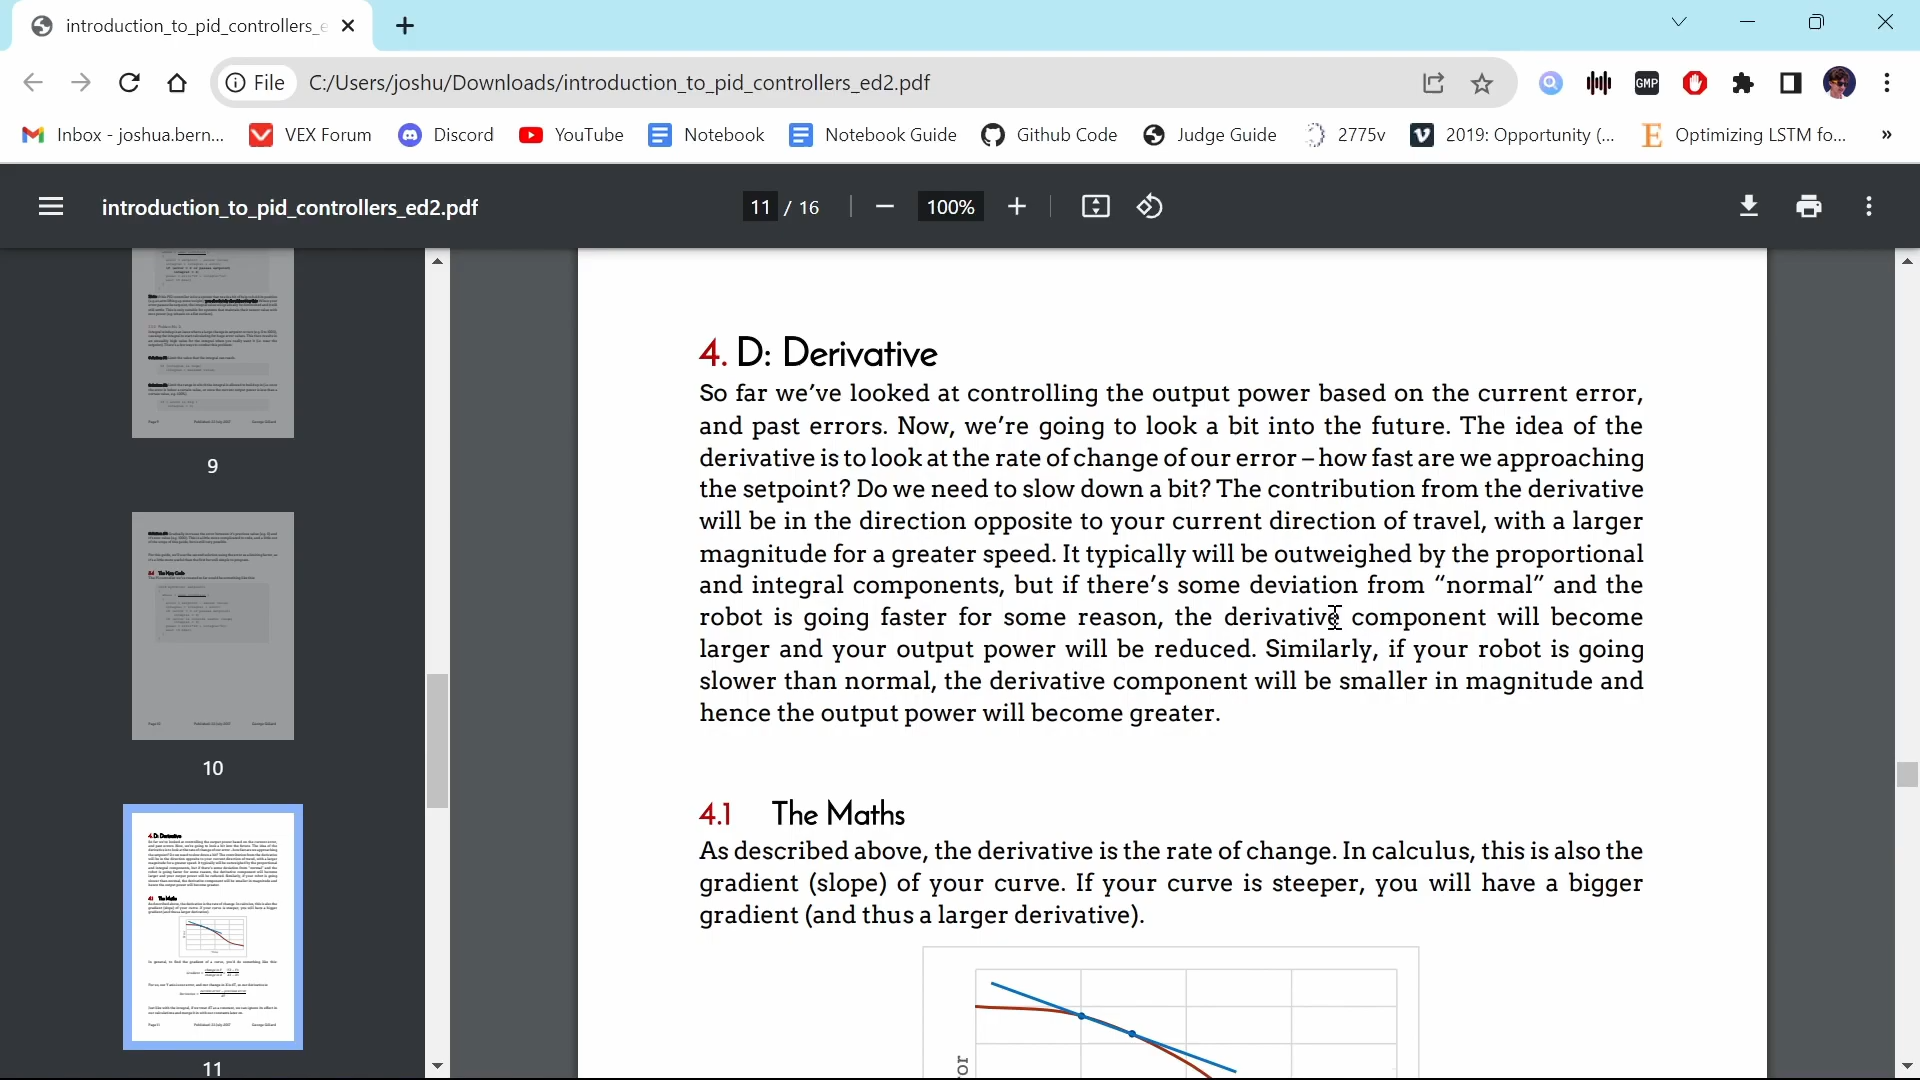 introduction_to_pid_controllers_e
File
C:/Users/joshu/Downloads/introduction_to_pid_controllers_ed2.pdf
GMP
Inbox - joshua.bern...
VEX Forum
Discord
YouTube
Notebook
Notebook Guide
Github Code
Judge Guide
2775v
2019: Opportunity (...
Optimizing LSTM fo...
»
introduction_to_pid_controllers_ed2.pdf
11 / 16
100%
9
10
11
4. D: Derivative
So far we’ve looked at controlling the output power based on the current error,
and past errors. Now, we’re going to look a bit into the future. The idea of the
derivative is to look at the rate of change of our error – how fast are we approaching
the setpoint? Do we need to slow down a bit? The contribution from the derivative
will be in the direction opposite to your current direction of travel, with a larger
magnitude for a greater speed. It typically will be outweighed by the proportional
and integral components, but if there’s some deviation from “normal” and the
robot is going faster for some reason, the derivative component will become
larger and your output power will be reduced. Similarly, if your robot is going
slower than normal, the derivative component will be smaller in magnitude and
hence the output power will become greater.
4.1 The Maths
As described above, the derivative is the rate of change. In calculus, this is also the
gradient (slope) of your curve. If your curve is steeper, you will have a bigger
gradient (and thus a larger derivative).